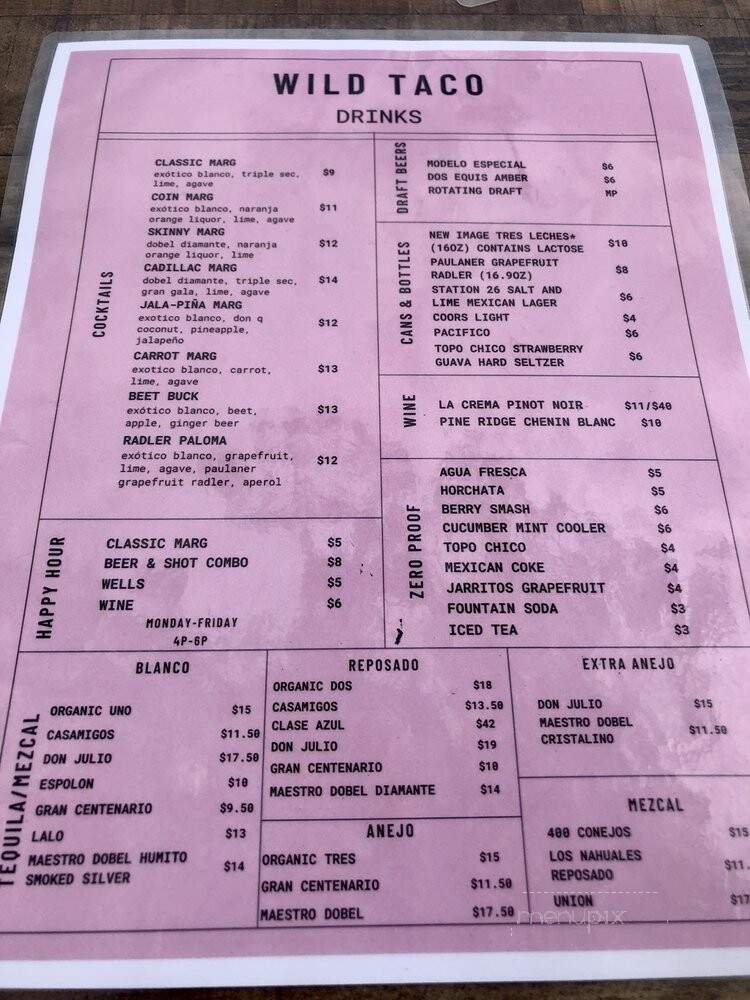 WILD TACO
DRINKS
COCKTAILS
CLASSIC MARG
exótico blanco, triple sec, $9
lime, agave
COIN MARG
exótico blanco, naranja $11
orange liquor, lime, agave
SKINNY MARG
dobel diamante, naranja $12
orange liquor, lime
CADILLAC MARG
dobel diamante, triple sec, $14
gran gala, lime, agave
JALA-PIÑA MARG
exotico blanco, don q $12
coconut, pineapple,
jalapeño
CARROT MARG
exotico blanco, carrot, $13
lime, agave
BEET BUCK
exótico blanco, beet, $13
apple, ginger beer
RADLER PALOMA
exótico blanco, grapefruit, $12
lime, agave, paulaner
grapefruit radler, aperol
DRAFT BEERS
MODELO ESPECIAL $6
DOS EQUIS AMBER $6
ROTATING DRAFT MP
CANS & BOTTLES
NEW IMAGE TRES LECHES* $10
(16OZ) CONTAINS LACTOSE
PAULANER GRAPEFRUIT $8
RADLER (16.9OZ)
STATION 26 SALT AND $6
LIME MEXICAN LAGER
COORS LIGHT $4
PACIFICO $6
TOPO CHICO STRAWBERRY $6
GUAVA HARD SELTZER
WINE
LA CREMA PINOT NOIR $11/$40
PINE RIDGE CHENIN BLANC $10
ZERO PROOF
AGUA FRESCA $5
HORCHATA $5
BERRY SMASH $6
CUCUMBER MINT COOLER $6
TOPO CHICO $4
MEXICAN COKE $4
JARRITOS GRAPEFRUIT $4
FOUNTAIN SODA $3
ICED TEA $3
HAPPY HOUR
CLASSIC MARG $5
BEER & SHOT COMBO $8
WELLS $5
WINE $6
MONDAY-FRIDAY
4P-6P
TEQUILA/MEZCAL
BLANCO
ORGANIC UNO $15
CASAMIGOS $11.50
DON JULIO $17.50
ESPOLON $10
GRAN CENTENARIO $9.50
LALO $13
MAESTRO DOBEL HUMITO $14
SMOKED SILVER
REPOSADO
ORGANIC DOS $18
CASAMIGOS $13.50
CLASE AZUL $42
DON JULIO $19
GRAN CENTENARIO $10
MAESTRO DOBEL DIAMANTE $14
ANEJO
ORGANIC TRES $15
GRAN CENTENARIO $11.50
MAESTRO DOBEL $17.50
EXTRA ANEJO
DON JULIO $15
MAESTRO DOBEL $11.50
CRISTALINO
MEZCAL
400 CONEJOS $15
LOS NAHUALES $11.
REPOSADO
UNION $17
menupix